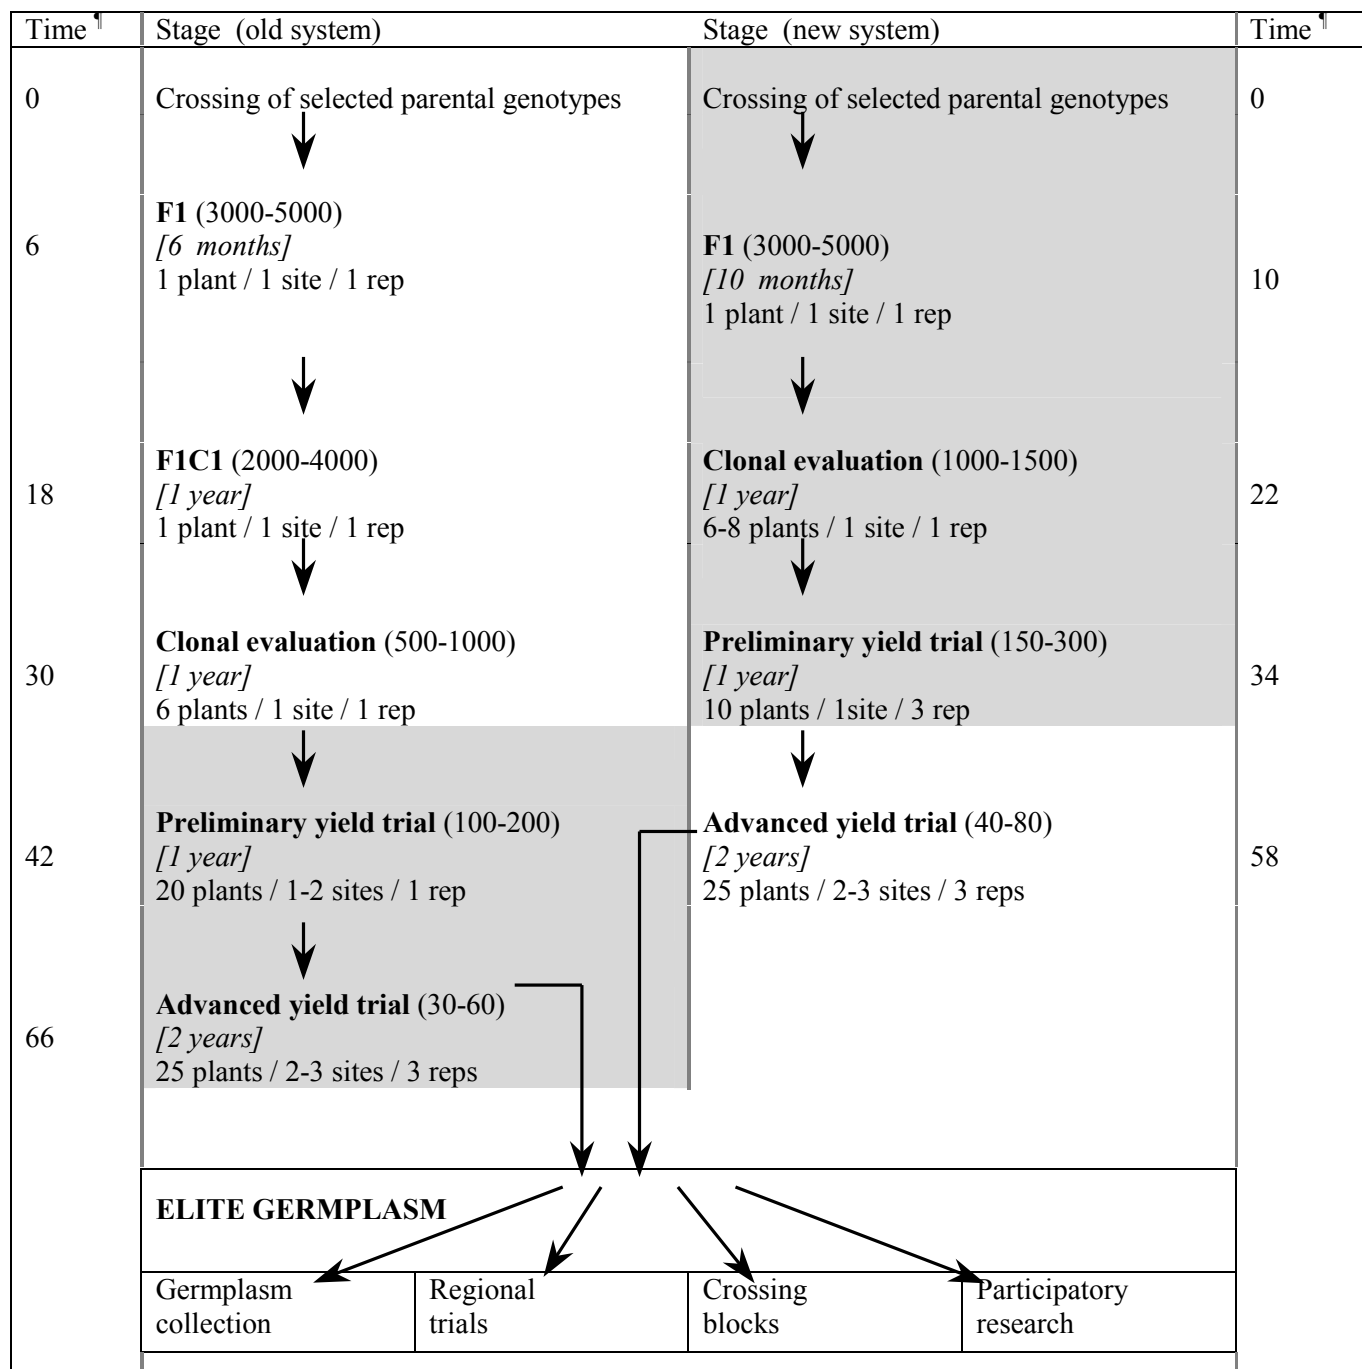 Time ¶ Stage (old system) Stage (new system) Time ¶
0 Crossing of selected parental genotypes Crossing of selected parental genotypes 0
F1 (3000-5000)
6 [6 months] F1 (3000-5000)
1 plant / 1 site / 1 rep [10 months] 10
1 plant / 1 site / 1 rep
F1C1 (2000-4000) Clonal evaluation (1000-1500)
18 [1 year] [1 year] 22
1 plant / 1 site / 1 rep 6-8 plants / 1 site / 1 rep
Clonal evaluation (500-1000) Preliminary yield trial (150-300)
30 [1 year] [1 year] 34
6 plants / 1 site / 1 rep 10 plants / 1site / 3 rep
Preliminary yield trial (100-200) Advanced yield trial (40-80)
42 [1 year] [2 years] 58
20 plants / 1-2 sites / 1 rep 25 plants / 2-3 sites / 3 reps
Advanced yield trial (30-60)
66 [2 years]
25 plants / 2-3 sites / 3 reps
ELITE GERMPLASM
Germplasm Regional Crossing Participatory
collection trials blocks research